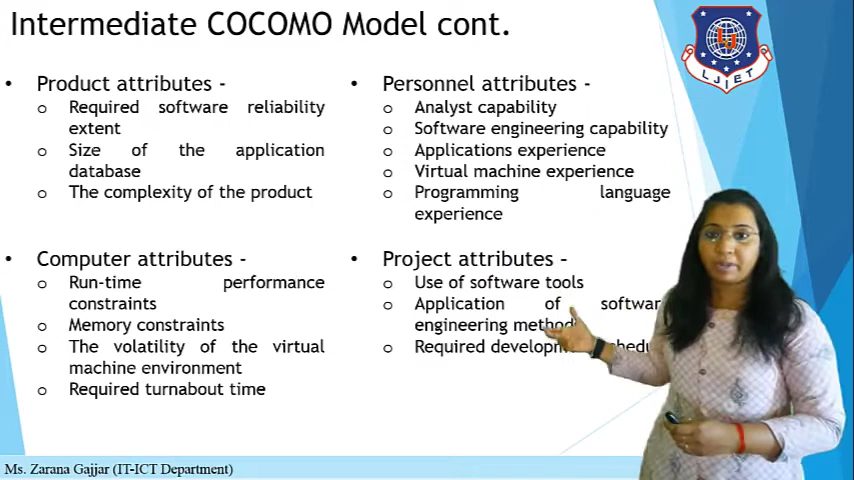 Intermediate COCOMO Model cont.
LJIET
• Product attributes -
o Required software reliability
extent
o Size of the application
database
o The complexity of the product
• Computer attributes -
o Run-time performance
constraints
o Memory constraints
o The volatility of the virtual
machine environment
o Required turnabout time
• Personnel attributes -
o Analyst capability
o Software engineering capability
o Applications experience
o Virtual machine experience
o Programming language
experience
• Project attributes –
o Use of software tools
o Application of software
engineering methods
o Required
Ms. Zarana Gajjar (IT-ICT Department)